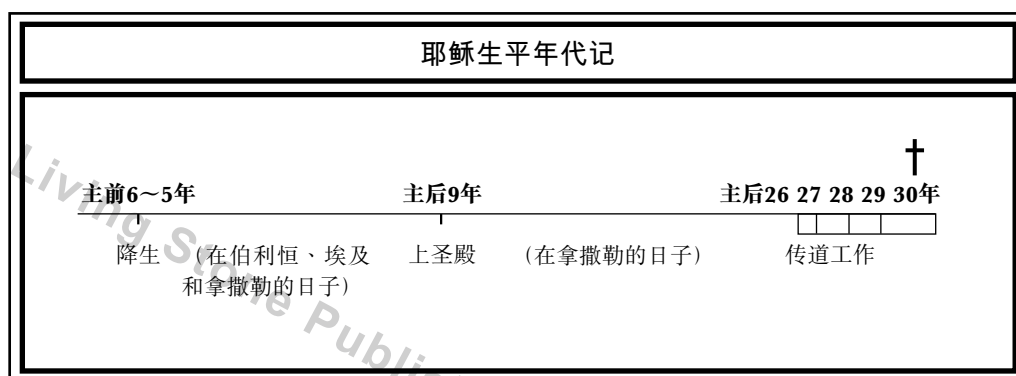 耶稣生平年代记
主前6～5年 主后9年 主后26 27 28 29 30年
降生 （在伯利恒、埃及 上圣殿 （在拿撒勒的日子） 传道工作
和拿撒勒的日子）
Living Stone Public